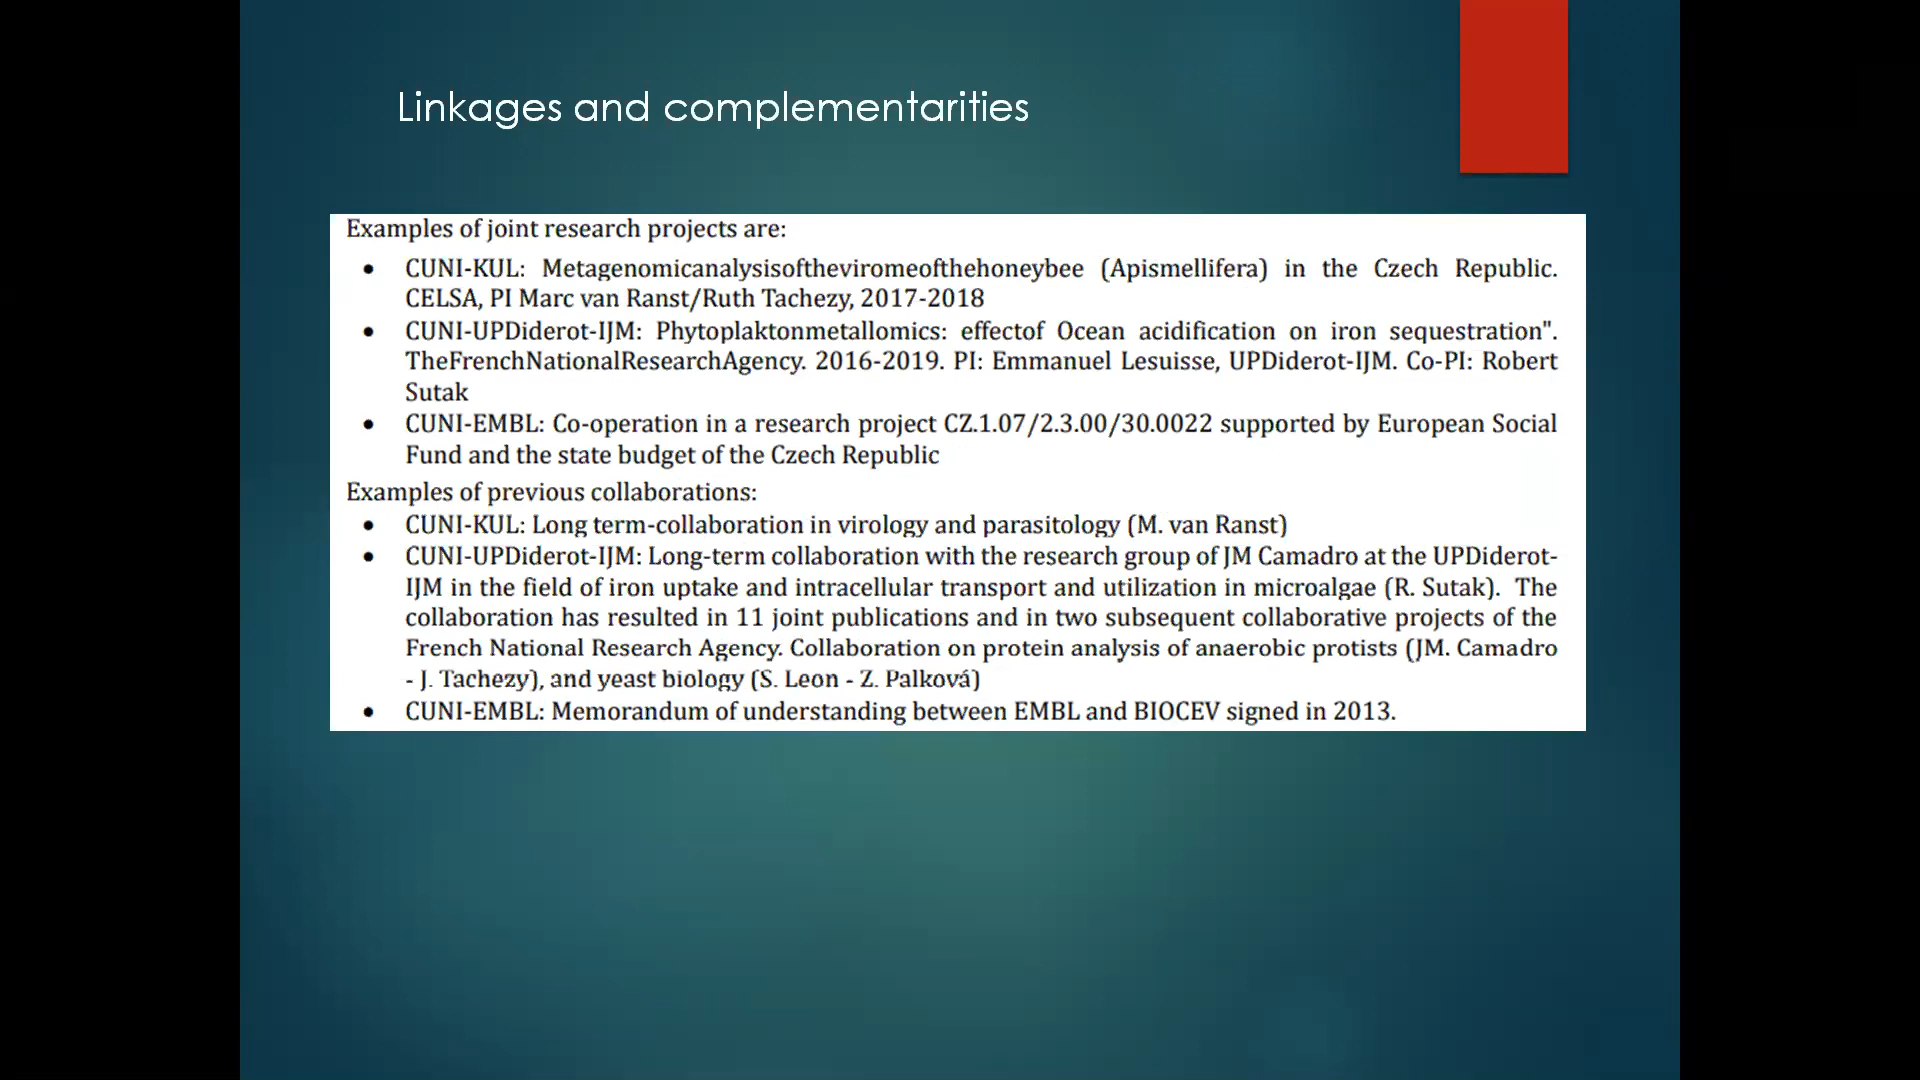 Linkages and complementarities
Examples of joint research projects are:
• CUNI-KUL: Metagenomicanalysisoftheviromeofthehoneybee (Apismellifera) in the Czech Republic.
CELSA, PI Marc van Ranst/Ruth Tachezy, 2017-2018
• CUNI-UPDiderot-IJM: Phytoplaktonmetallomics: effectof Ocean acidification on iron sequestration".
TheFrenchNationalResearchAgency. 2016-2019. PI: Emmanuel Lesuisse, UPDiderot-IJM. Co-PI: Robert
Sutak
• CUNI-EMBL: Co-operation in a research project CZ.1.07/2.3.00/30.0022 supported by European Social
Fund and the state budget of the Czech Republic
Examples of previous collaborations:
• CUNI-KUL: Long term-collaboration in virology and parasitology (M. van Ranst)
• CUNI-UPDiderot-IJM: Long-term collaboration with the research group of JM Camadro at the UPDiderot-
IJM in the field of iron uptake and intracellular transport and utilization in microalgae (R. Sutak). The
collaboration has resulted in 11 joint publications and in two subsequent collaborative projects of the
French National Research Agency. Collaboration on protein analysis of anaerobic protists (JM. Camadro
- J. Tachezy), and yeast biology (S. Leon - Z. Palková)
• CUNI-EMBL: Memorandum of understanding between EMBL and BIOCEV signed in 2013.